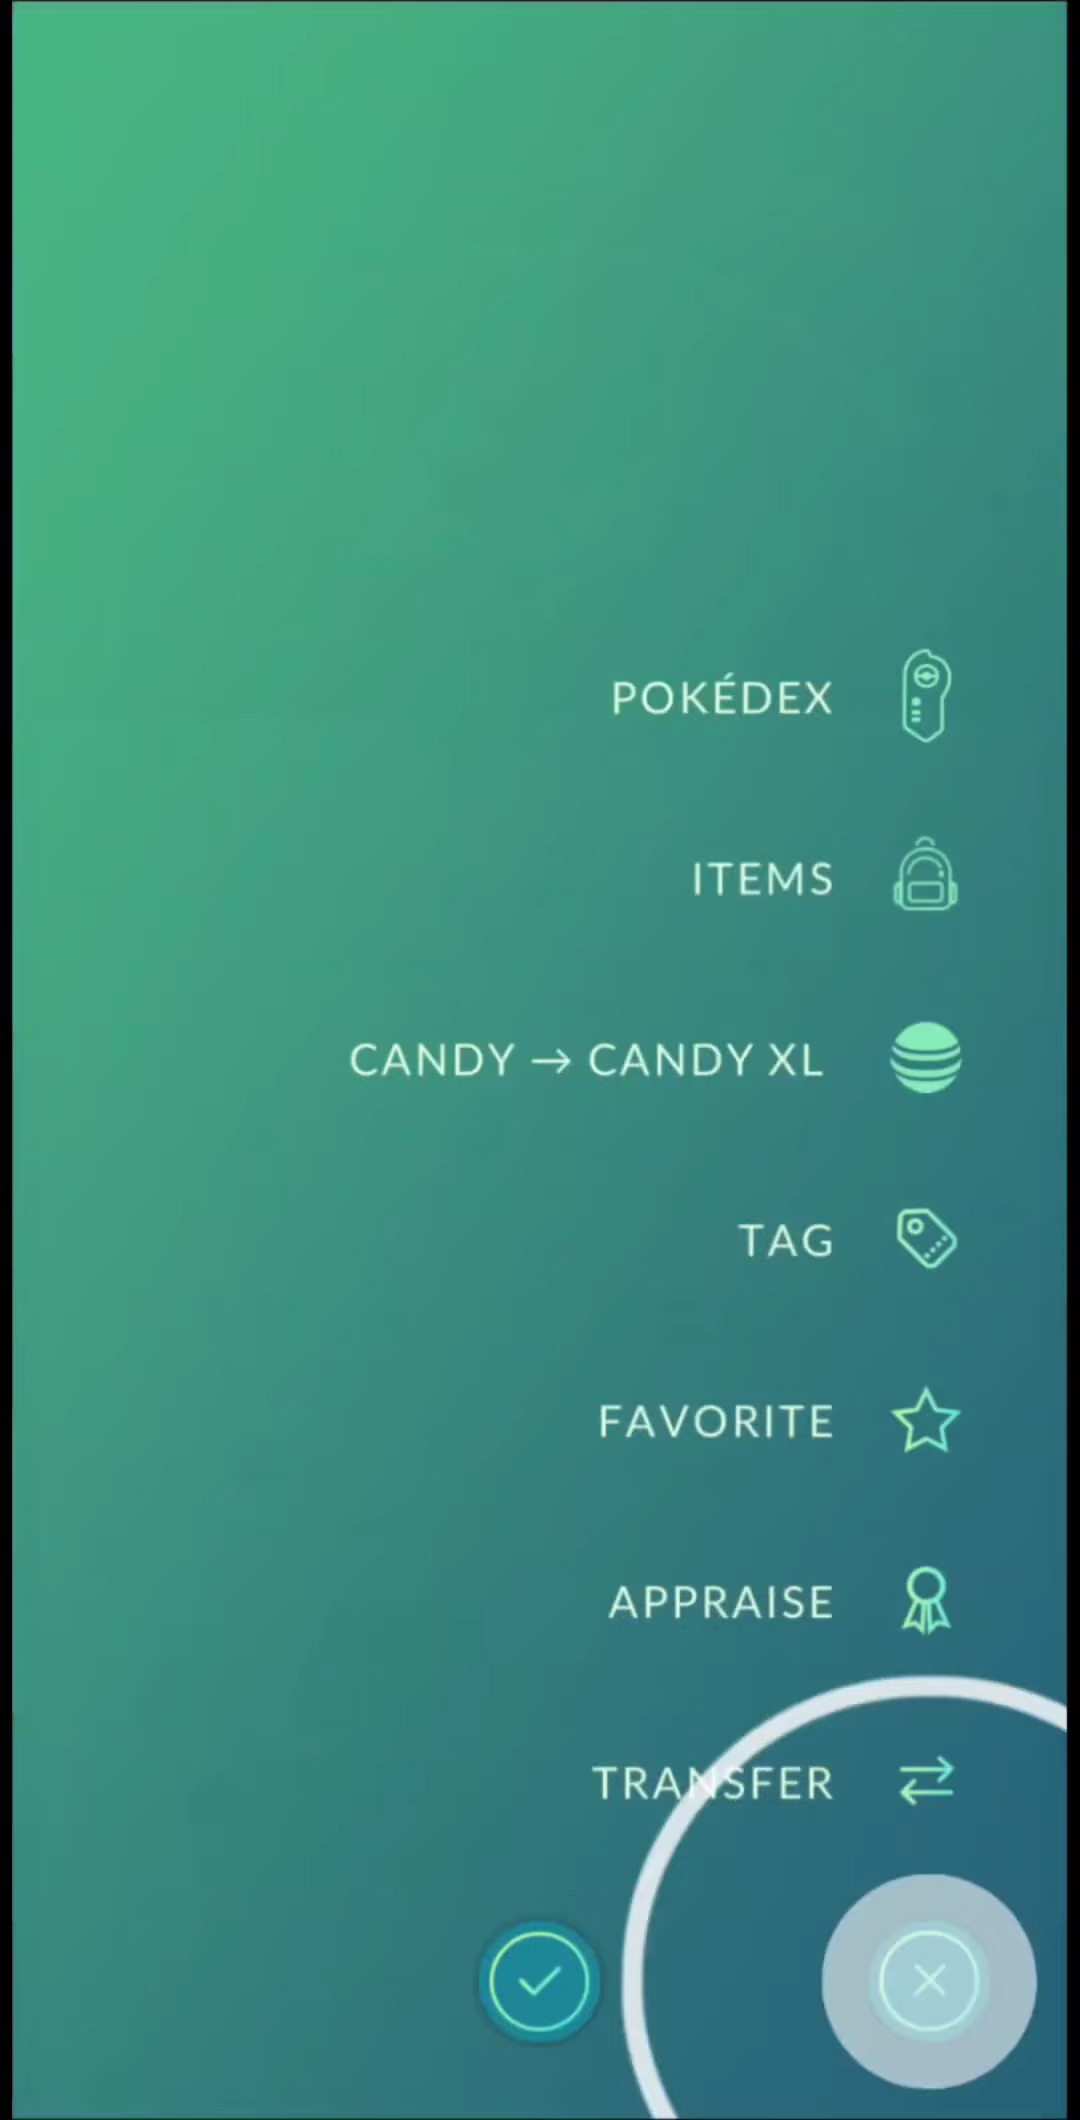 POKÉDEX
ITEMS
CANDY → CANDY XL
TAG
FAVORITE
APPRAISE
TRANSFER